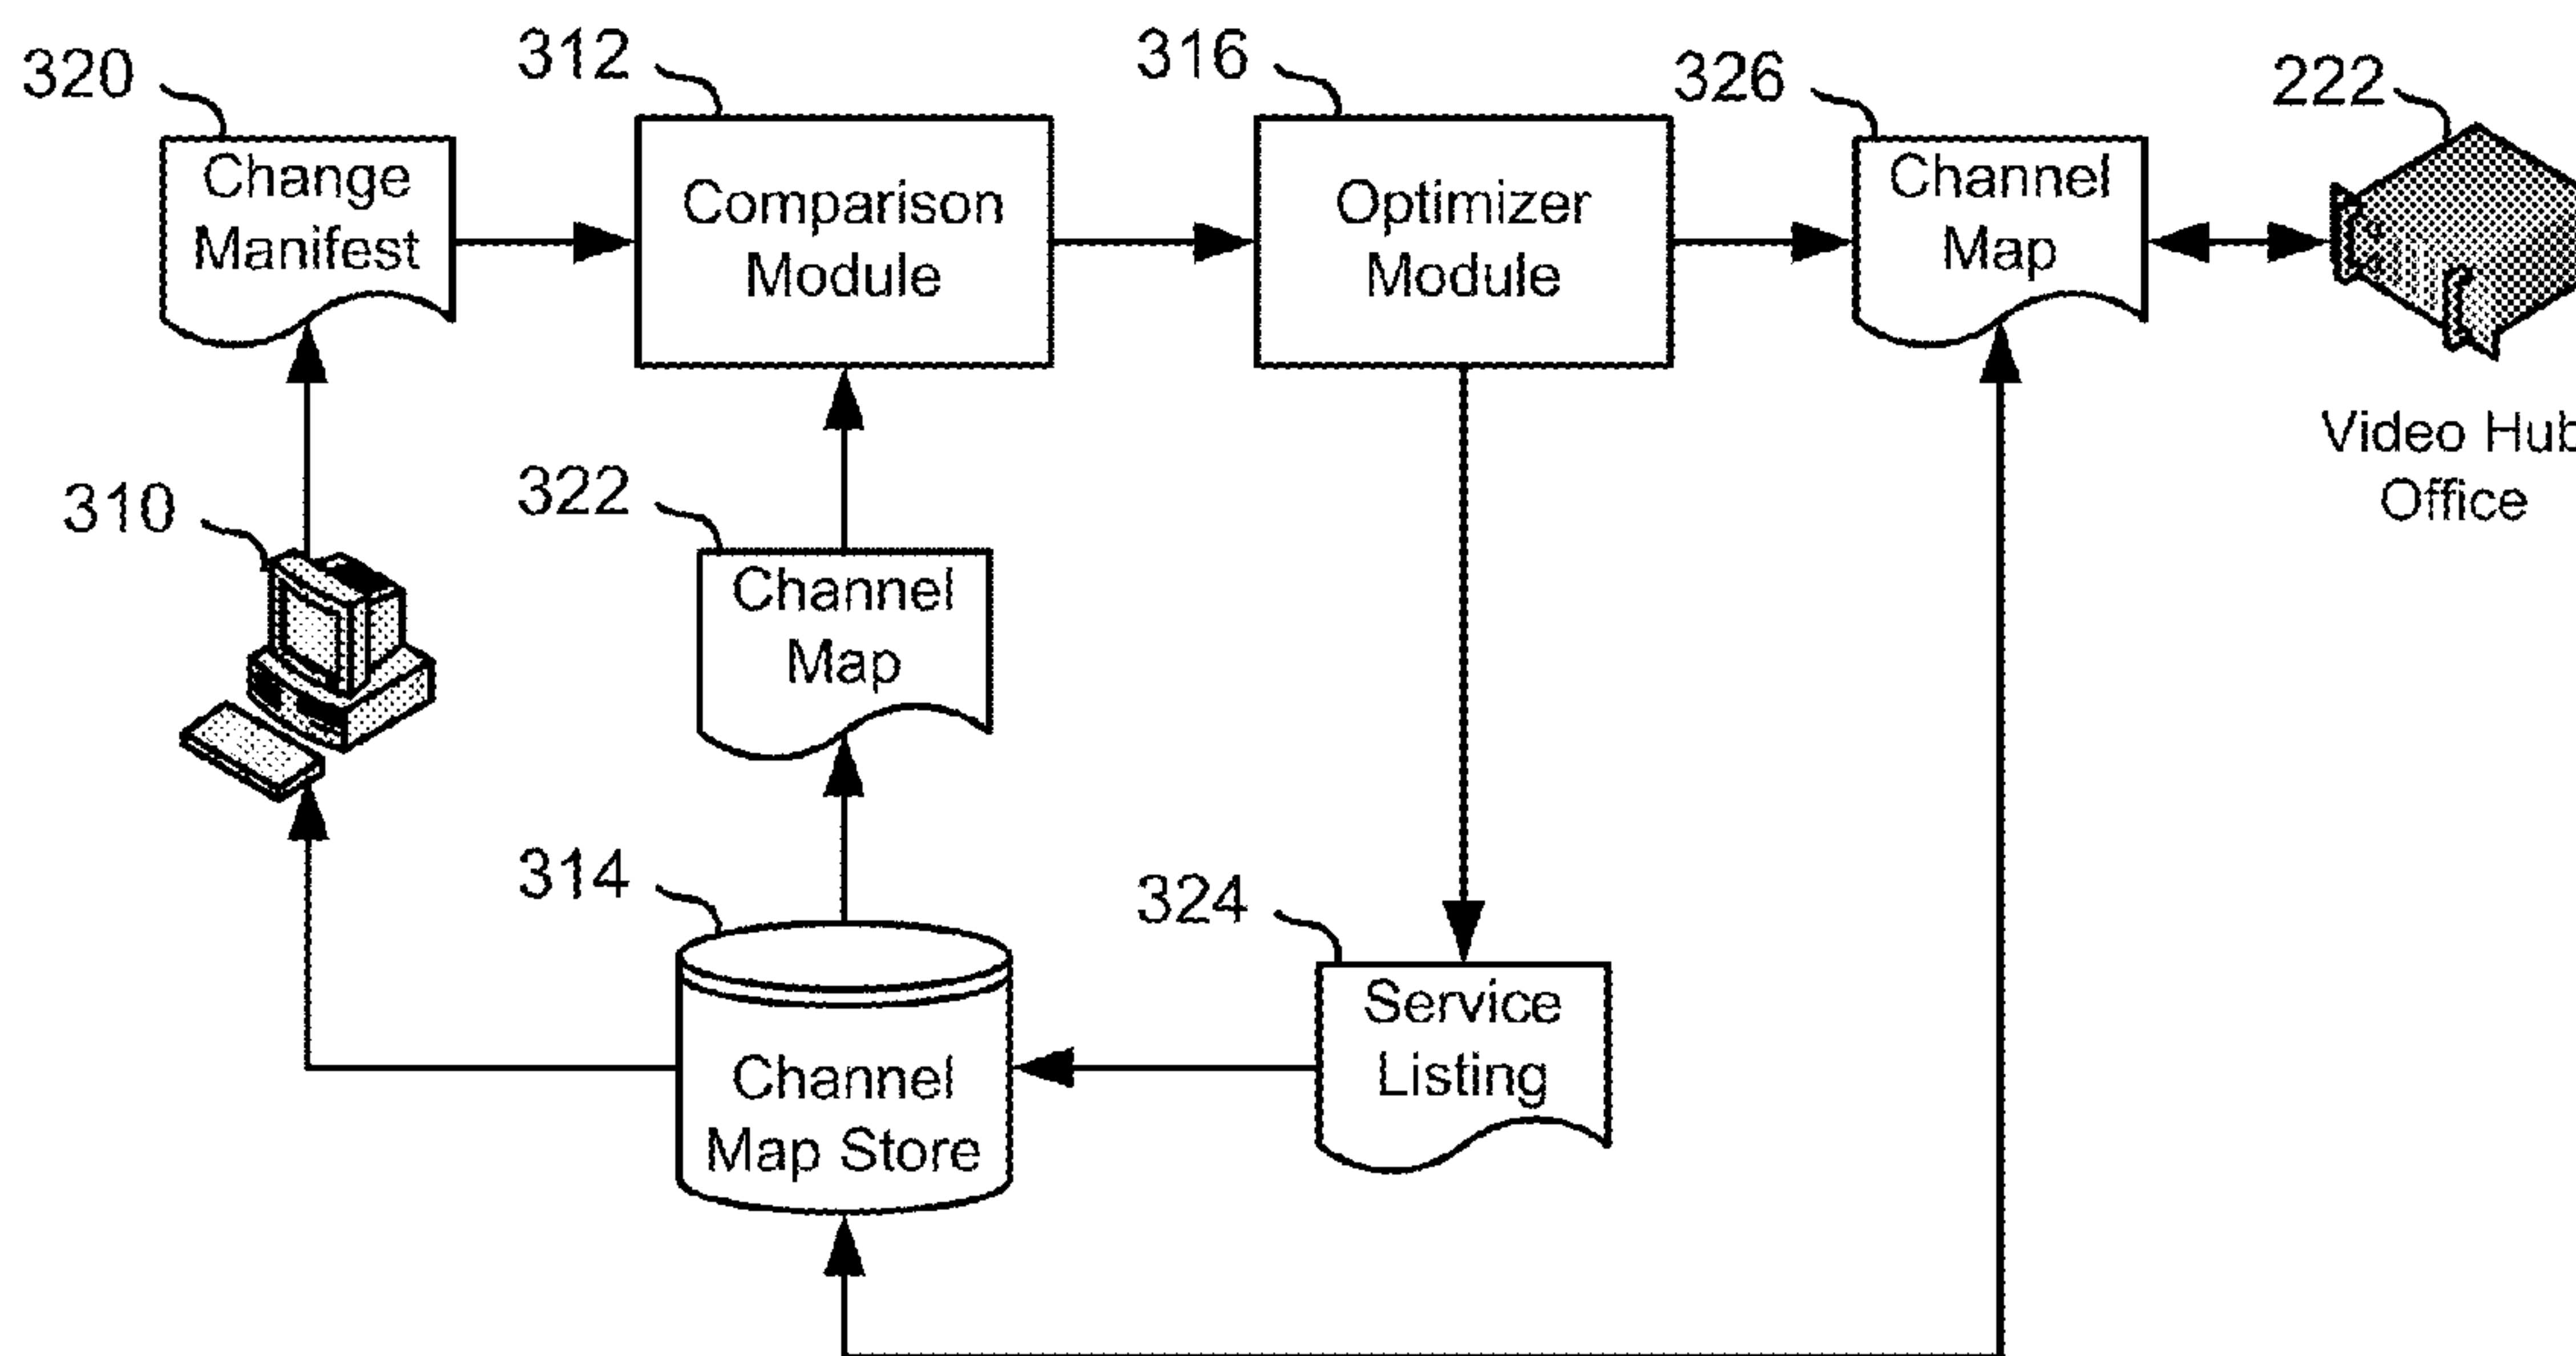 320
312
316
326
222
Change
Manifest
Comparison
Module
Optimizer
Module
Channel
Map
Video Hub
Office
310
322
Channel
Map
314
324
Channel
Map Store
Service
Listing